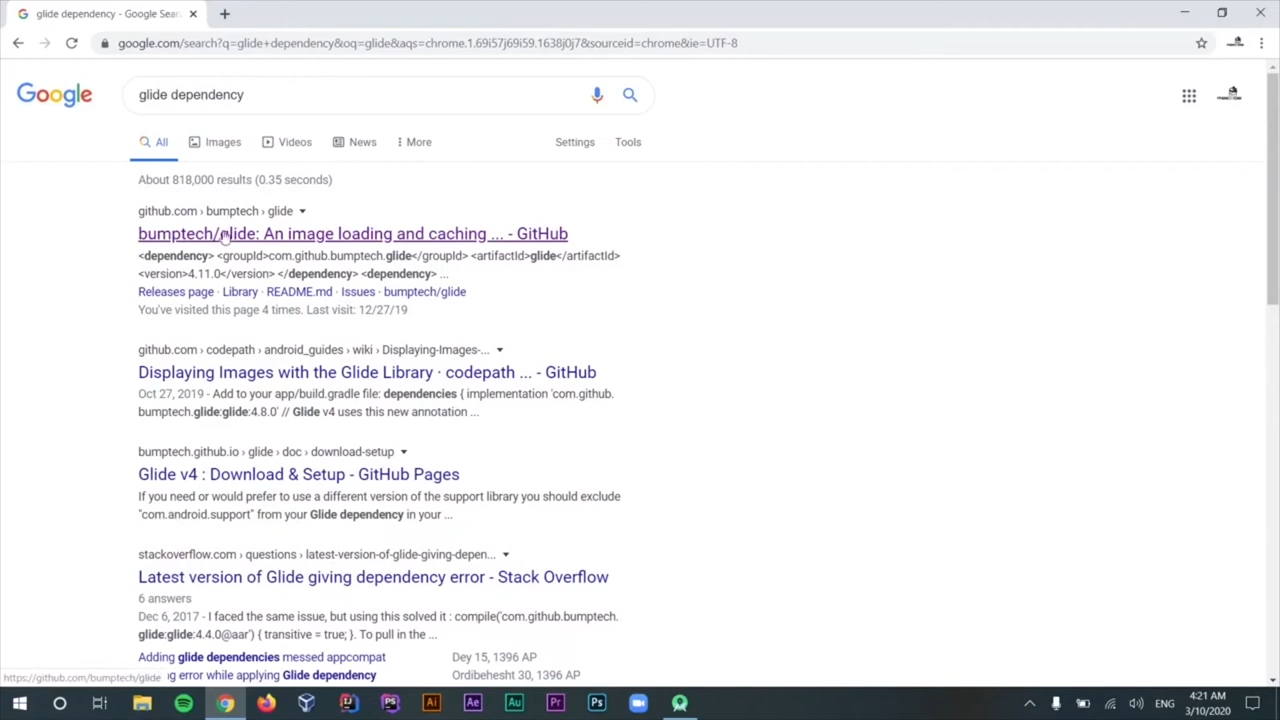 glide dependency - Google Sear
google.com/search?q=glide+dependency&oq=glide&aqs=chrome.1.69i57j69i59.1638j0j7&sourceid=chrome&ie=UTF-8
Google
glide dependency
All Images Videos News More Settings Tools
About 818,000 results (0.35 seconds)
github.com › bumptech › glide
bumptech/glide: An image loading and caching ... - GitHub
<dependency> <groupId>com.github.bumptech.glide</groupId> <artifactId>glide</artifactId>
<version>4.11.0</version> </dependency> <dependency> ...
Releases page · Library · README.md · Issues · bumptech/glide
You've visited this page 4 times. Last visit: 12/27/19
github.com › codepath › android_guides › wiki › Displaying-Images-...
Displaying Images with the Glide Library · codepath ... - GitHub
Oct 27, 2019 - Add to your app/build.gradle file: dependencies { implementation 'com.github.
bumptech.glide:glide:4.8.0' // Glide v4 uses this new annotation ...
bumptech.github.io › glide › doc › download-setup
Glide v4 : Download & Setup - GitHub Pages
If you need or would prefer to use a different version of the support library you should exclude
"com.android.support" from your Glide dependency in your ...
stackoverflow.com › questions › latest-version-of-glide-giving-depen...
Latest version of Glide giving dependency error - Stack Overflow
6 answers
Dec 6, 2017 - I faced the same issue, but using this solved it : compile('com.github.bumptech.
glide:glide:4.4.0@aar') { transitive = true; }. To pull in the ...
Adding glide dependencies messed appcompat Dey 15, 1396 AP
ng error while applying Glide dependency Ordibehesht 30, 1396 AP
https://github.com/bumptech/glide
Ai Ae Au Pr Ps
ENG
4:21 AM
3/10/2020